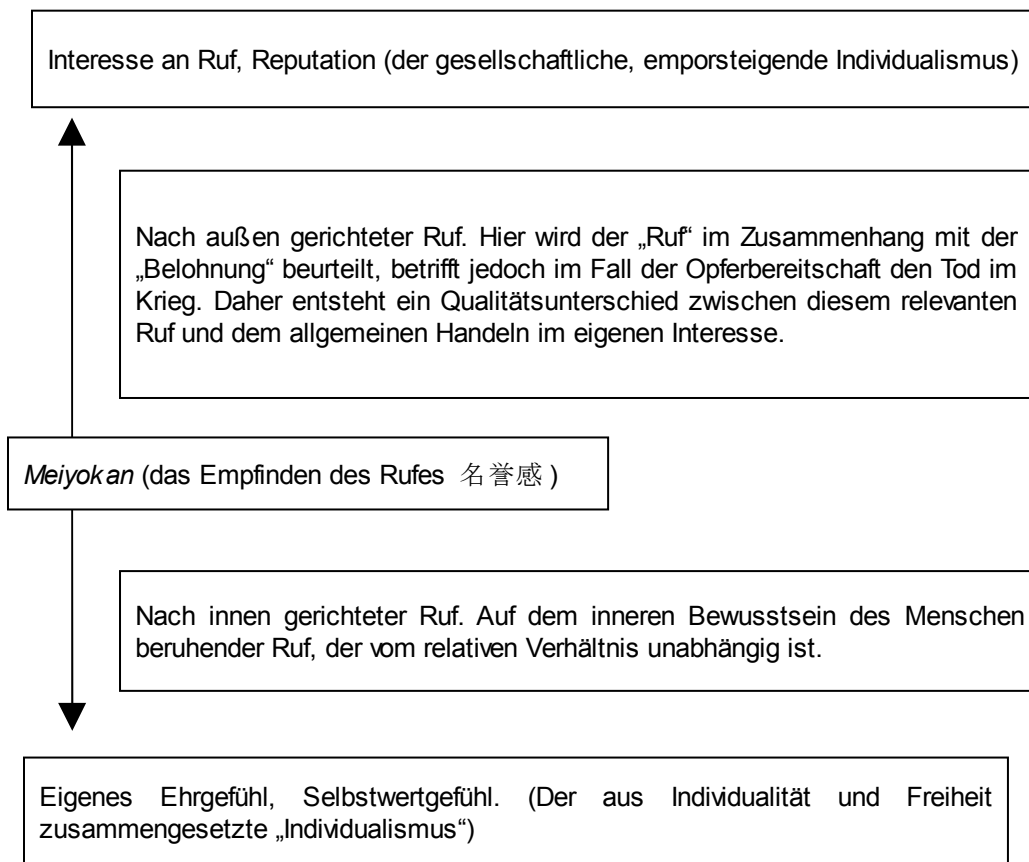 Interesse an Ruf, Reputation (der gesellschaftliche, emporsteigende Individualismus)
Nach außen gerichteter Ruf. Hier wird der „Ruf“ im Zusammenhang mit der
„Belohnung“ beurteilt, betrifft jedoch im Fall der Opferbereitschaft den Tod im
Krieg. Daher entsteht ein Qualitätsunterschied zwischen diesem relevanten
Ruf und dem allgemeinen Handeln im eigenen Interesse.
Meiyokan (das Empfinden des Rufes 名誉感)
Nach innen gerichteter Ruf. Auf dem inneren Bewusstsein des Menschen
beruhender Ruf, der vom relativen Verhältnis unabhängig ist.
Eigenes Ehrgefühl, Selbstwertgefühl. (Der aus Individualität und Freiheit
zusammengesetzte „Individualismus“)